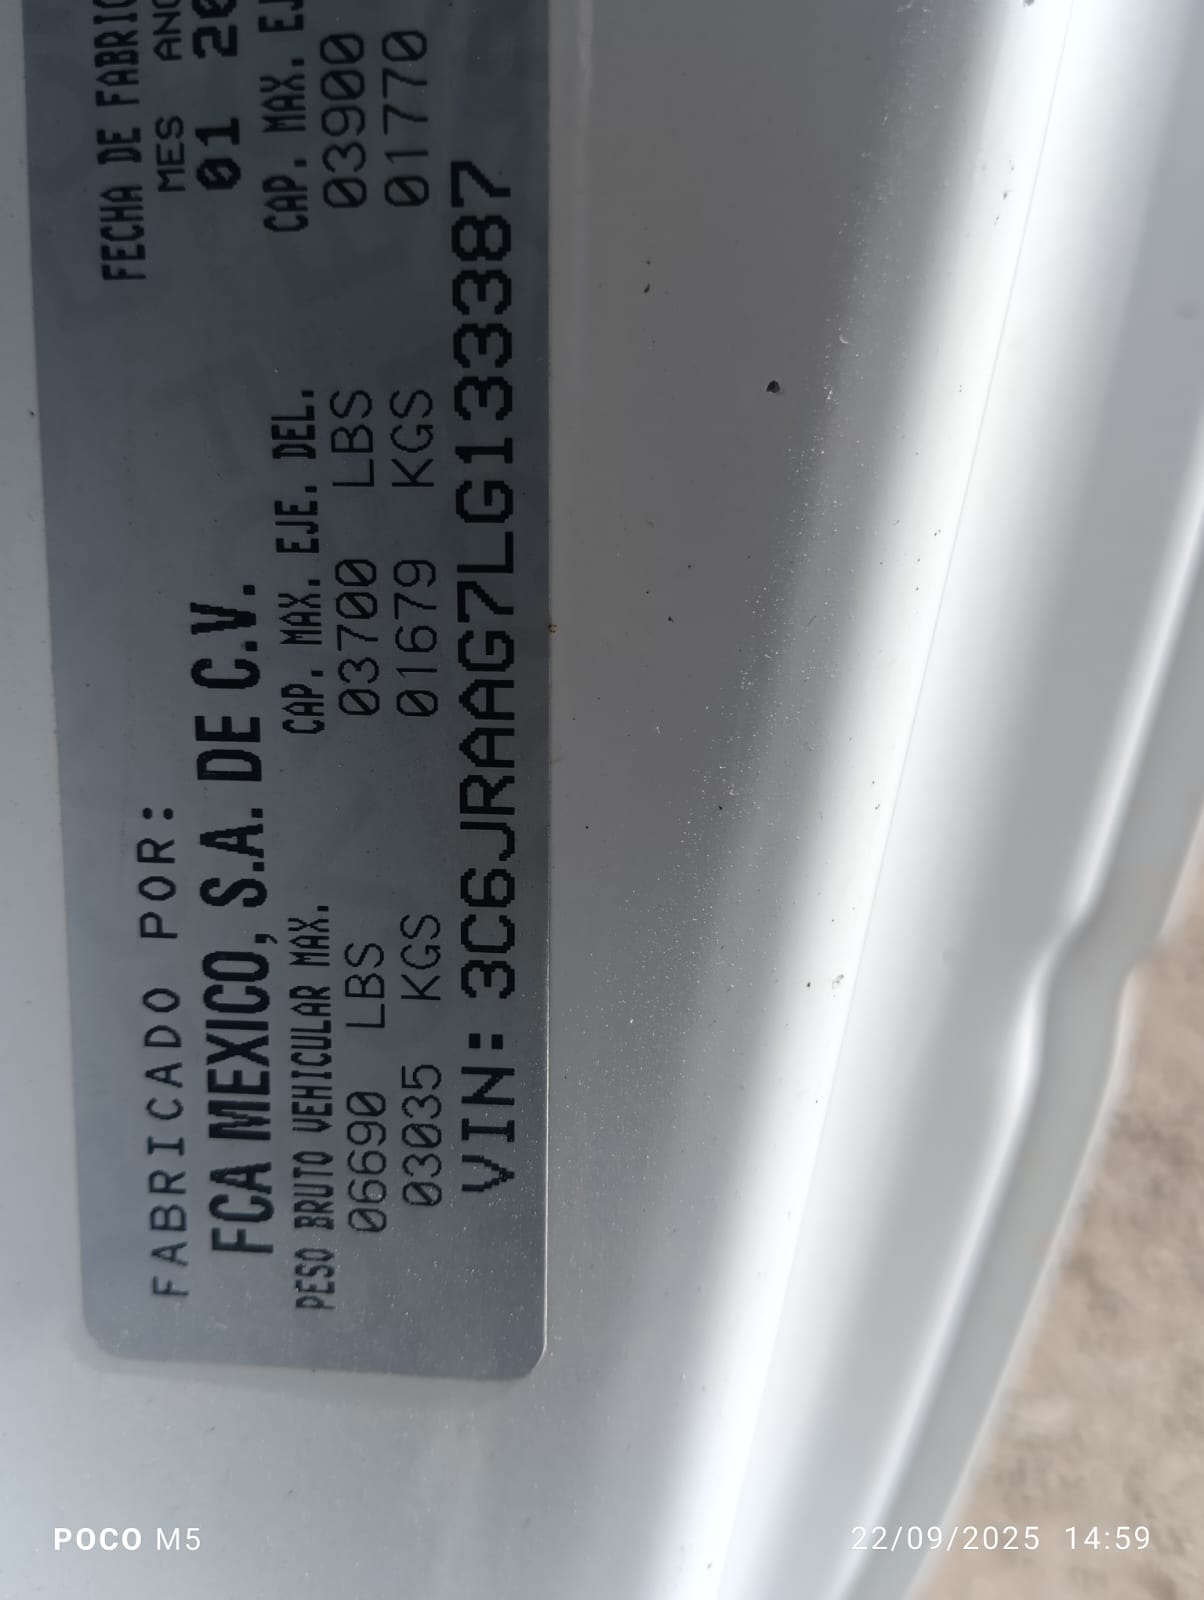 FECHA DE FABRIC
MES
01 20
FABRICADO POR:
FCA MEXICO, S.A. DE C.V.
PESO BRUTO VEHICULAR MAX. CAP. MAX. EJE. DEL. CAP. MAX. EJ
06690 LBS 03700 LBS 03900
03035 KGS 01679 KGS 01770
VIN: 3C6JRAAG7LG133387
POCO M5
22/09/2025 14:59